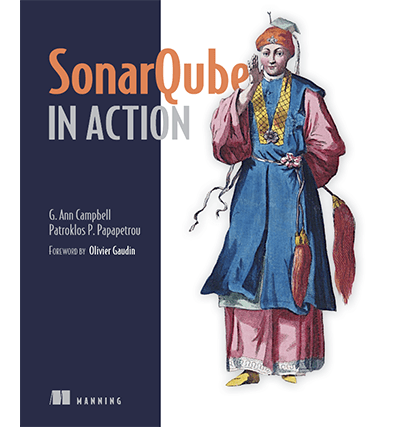 SonarQube
IN ACTION
G. Ann Campbell
Patroklos P. Papapetrou
FOREWORD BY Olivier Gaudin
MANNING